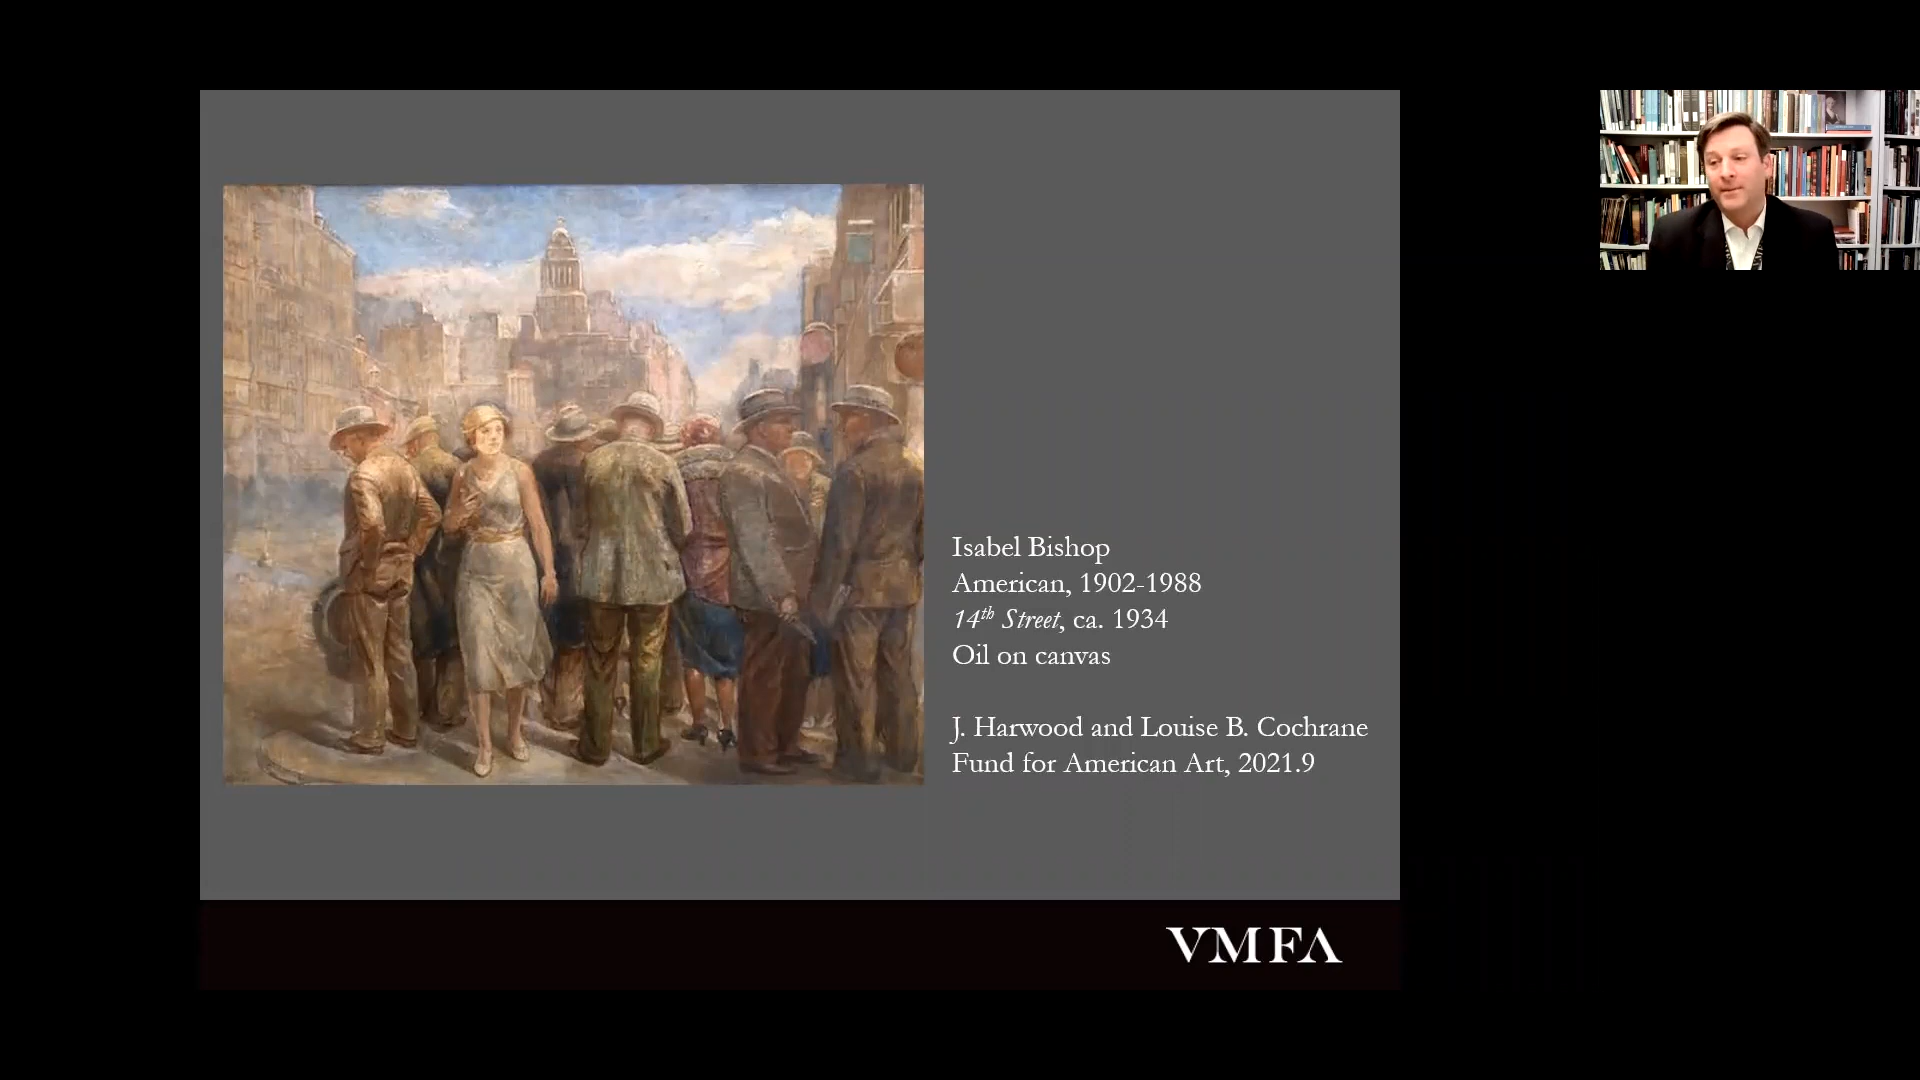 Isabel Bishop
American, 1902-1988
14th Street, ca. 1934
Oil on canvas
J. Harwood and Louise B. Cochrane
Fund for American Art, 2021.9
VMFA